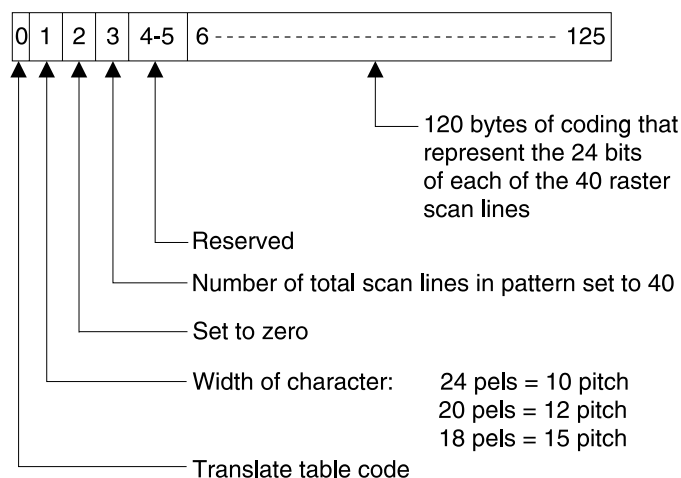 0 1 2 3 4-5 6 ---------------------------------- 125
120 bytes of coding that
represent the 24 bits
of each of the 40 raster
scan lines
Reserved
Number of total scan lines in pattern set to 40
Set to zero
Width of character: 24 pels = 10 pitch
20 pels = 12 pitch
18 pels = 15 pitch
Translate table code